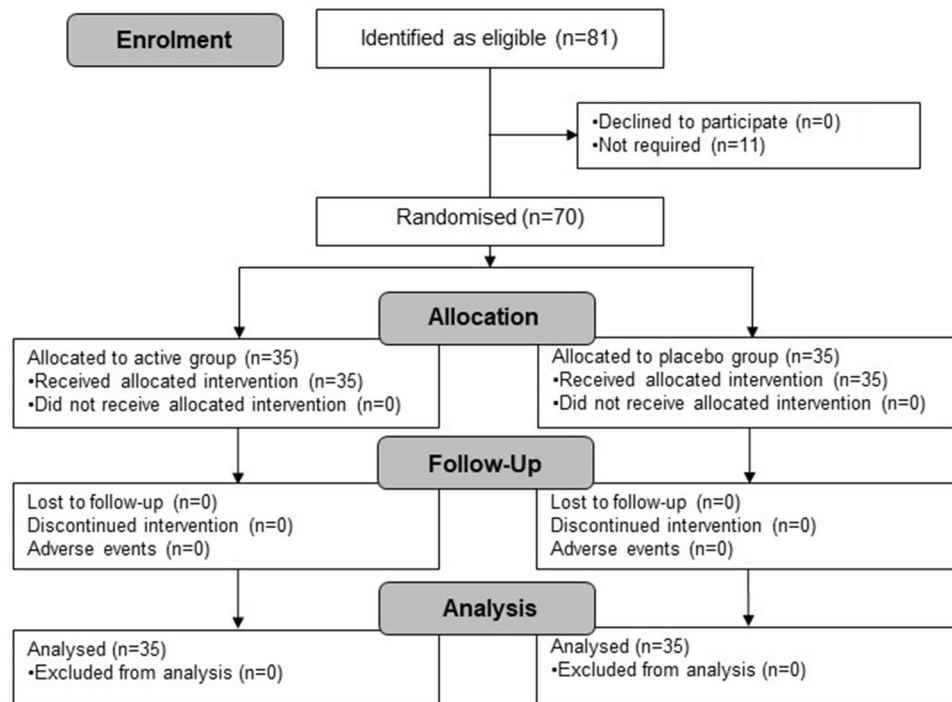 Enrolment
Identified as eligible (n=81)
•Declined to participate (n=0)
•Not required (n=11)
Randomised (n=70)
Allocation
Allocated to active group (n=35)
•Received allocated intervention (n=35)
•Did not receive allocated intervention (n=0)
Allocated to placebo group (n=35)
•Received allocated intervention (n=35)
•Did not receive allocated intervention (n=0)
Follow-Up
Lost to follow-up (n=0)
Discontinued intervention (n=0)
Adverse events (n=0)
Lost to follow-up (n=0)
Discontinued intervention (n=0)
Adverse events (n=0)
Analysis
Analysed (n=35)
•Excluded from analysis (n=0)
Analysed (n=35)
•Excluded from analysis (n=0)